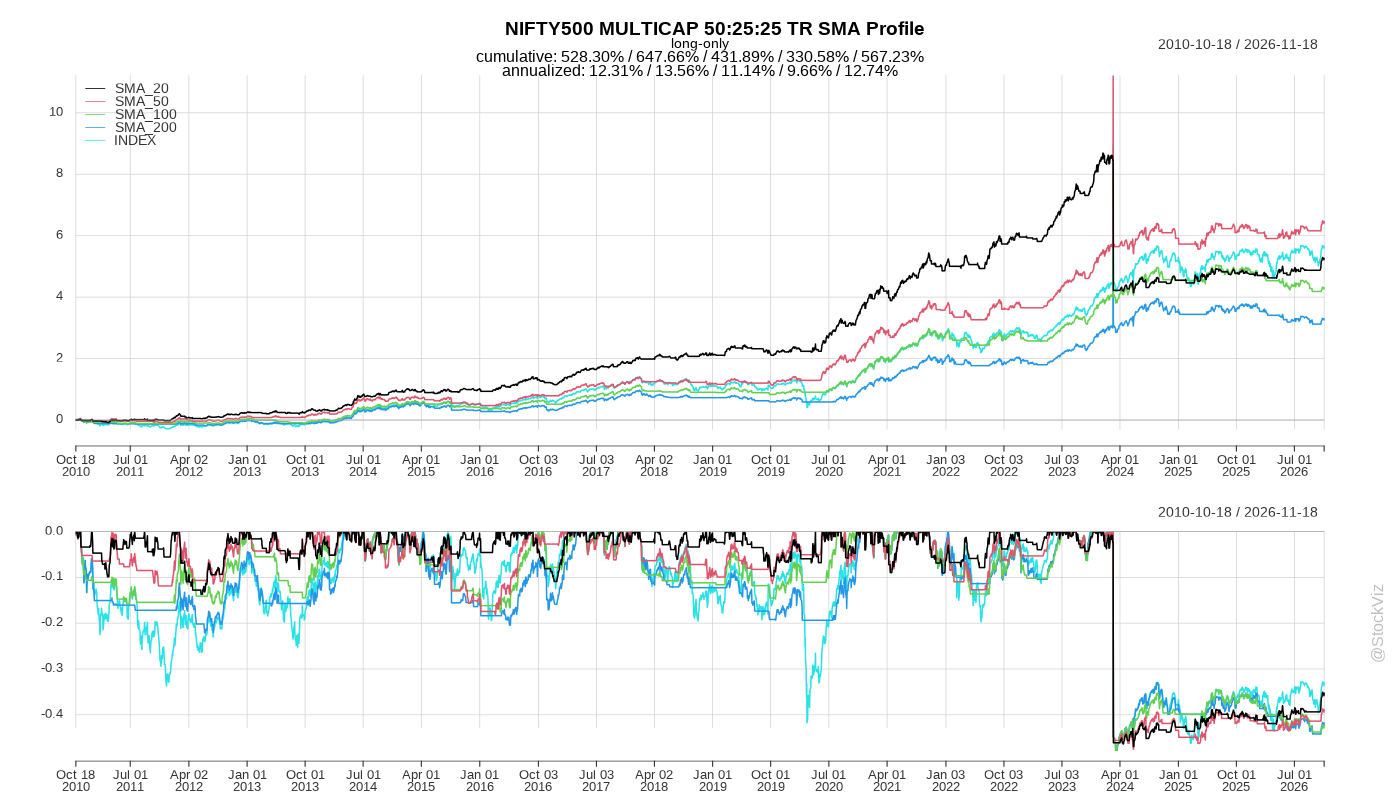 NIFTY500 MULTICAP 50:25:25 TR SMA Profile
long-only
2010-10-18 / 2026-11-18
cumulative: 528.30% / 647.66% / 431.89% / 330.58% / 567.23%
annualized: 12.31% / 13.56% / 11.14% / 9.66% / 12.74%
SMA_20
SMA_50
SMA_100
SMA_200
INDEX
10
8
6
4
2
0
Oct 18 Jul 01 Apr 02 Jan 01 Oct 01 Jul 01 Apr 01 Jan 01 Oct 03 Jul 03 Apr 02 Jan 01 Oct 01 Jul 01 Apr 01 Jan 03 Oct 03 Jul 03 Apr 01 Jan 01 Oct 01 Jul 01
2010 2011 2012 2013 2013 2014 2015 2016 2016 2017 2018 2019 2019 2020 2021 2022 2022 2023 2024 2025 2025 2026
2010-10-18 / 2026-11-18
0.0
-0.1
-0.2
-0.3
-0.4
Oct 18 Jul 01 Apr 02 Jan 01 Oct 01 Jul 01 Apr 01 Jan 01 Oct 03 Jul 03 Apr 02 Jan 01 Oct 01 Jul 01 Apr 01 Jan 03 Oct 03 Jul 03 Apr 01 Jan 01 Oct 01 Jul 01
2010 2011 2012 2013 2013 2014 2015 2016 2016 2017 2018 2019 2019 2020 2021 2022 2022 2023 2024 2025 2025 2026
@StockViz